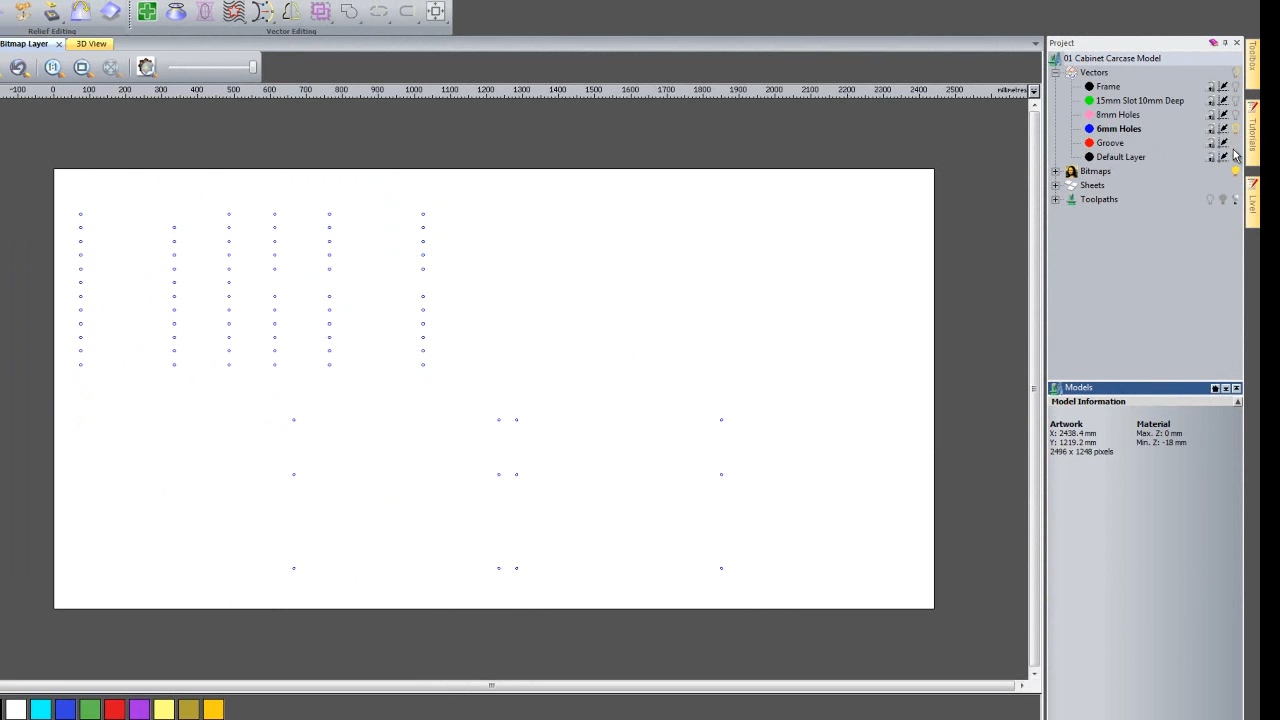 Relief Editing
Vector Editing
Bitmap Layer
3D View
-100 0 100 200 300 400 500 600 700 800 900 1000 1100 1200 1300 1400 1500 1600 1700 1800 1900 2000 2100 2200 2300 2400 2500 millimetres
Project
01 Cabinet Carcase Model
Vectors
Frame
15mm Slot 10mm Deep
8mm Holes
6mm Holes
Groove
Default Layer
Bitmaps
Sheets
Toolpaths
Toolbox
Tutorials
Live!
Models
Model Information
Artwork
X: 2438.4 mm
Y: 1219.2 mm
2496 x 1248 pixels
Material
Max. Z: 0 mm
Min. Z: -18 mm